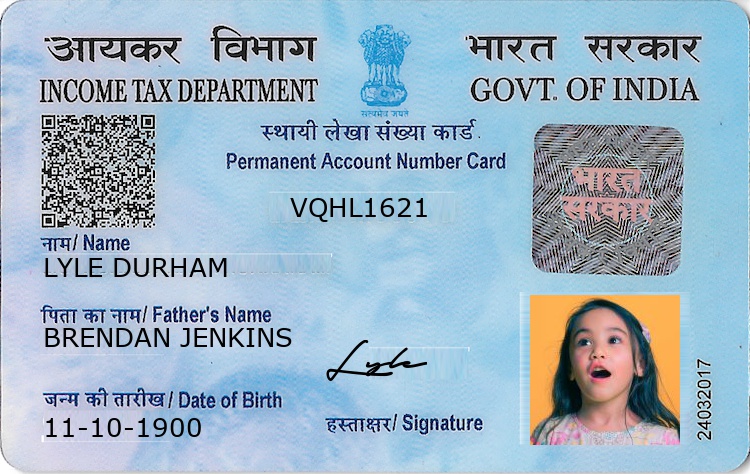 आयकर विभाग
INCOME TAX DEPARTMENT
सत्यमेव जयते
भारत सरकार
GOVT. OF INDIA
स्थायी लेखा संख्या कार्ड
Permanent Account Number Card
VQHL1621
भारत
सरकार
नाम/ Name
LYLE DURHAM
पिता का नाम/ Father's Name
BRENDAN JENKINS
Lyle
जन्म की तारीख / Date of Birth
11-10-1900
हस्ताक्षर/ Signature
24032017